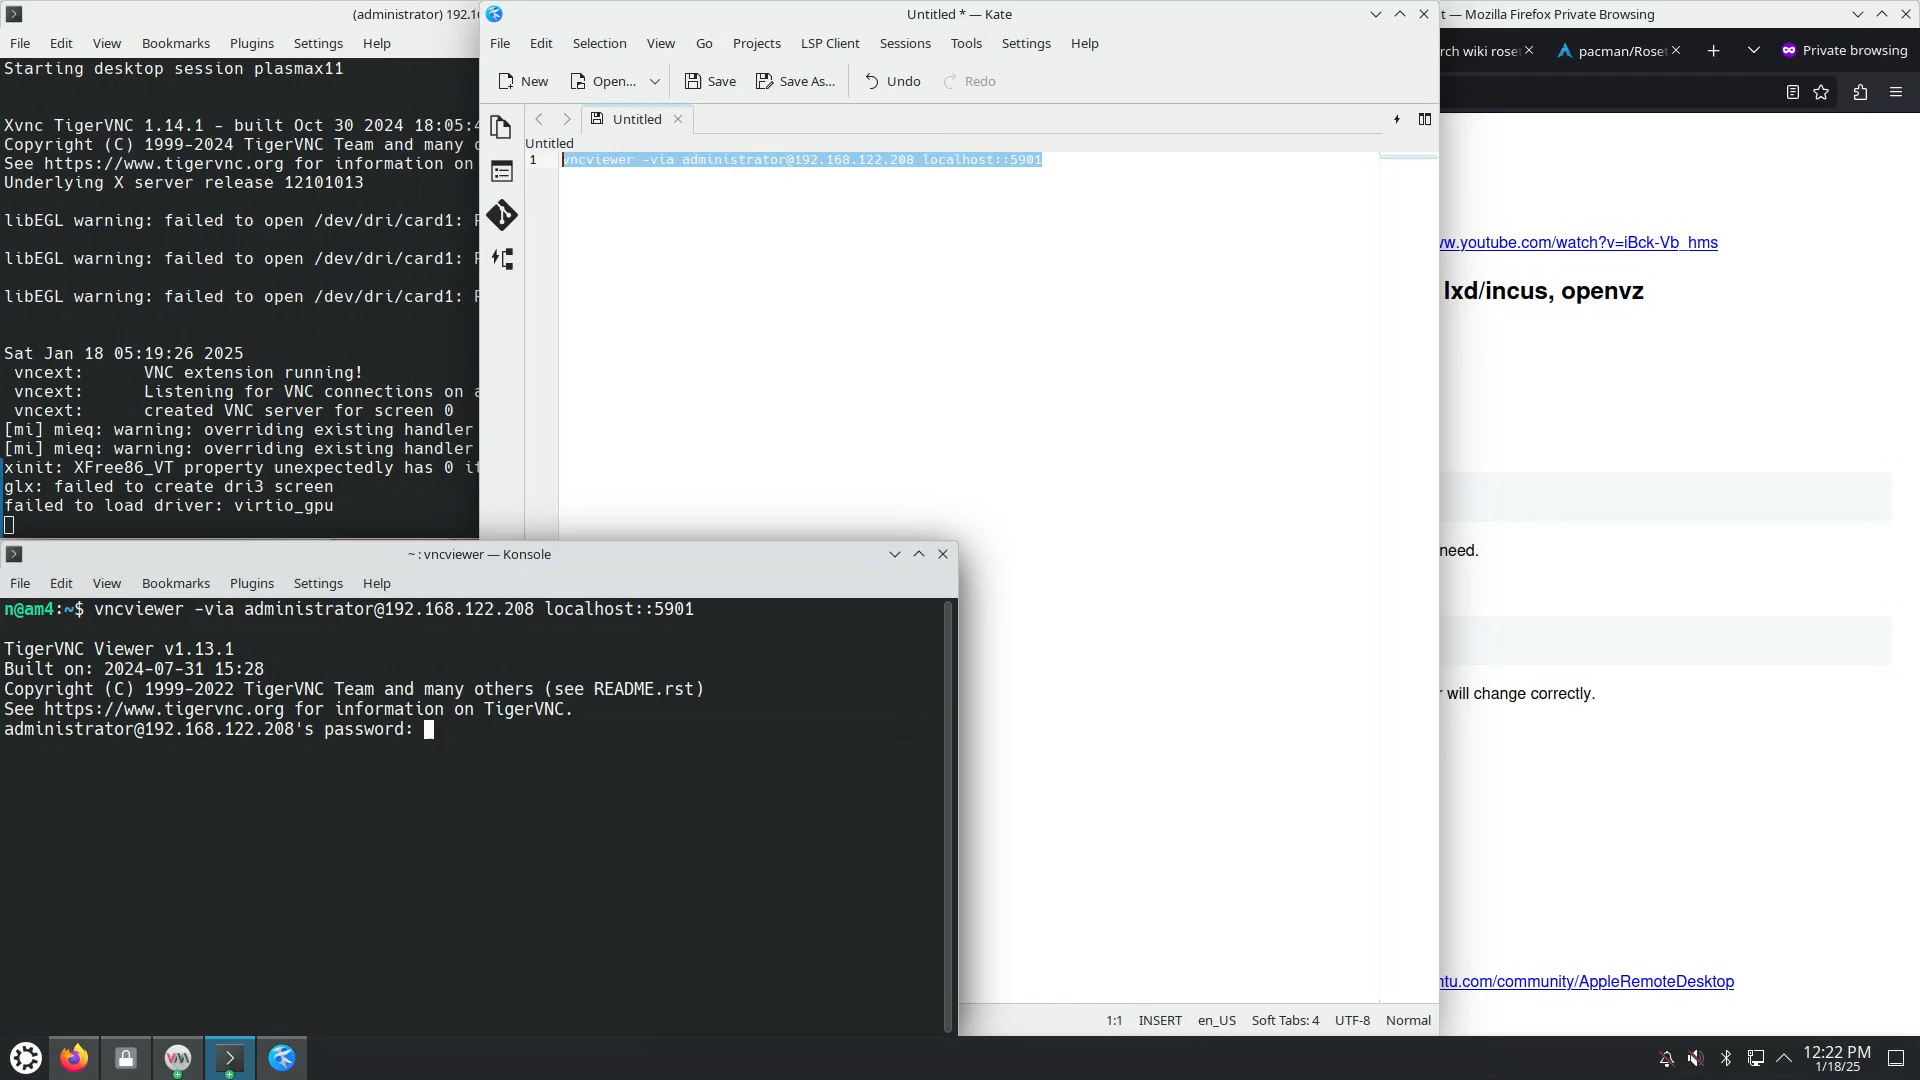 (administrator) 192.1
File Edit View Bookmarks Plugins Settings Help
Starting desktop session plasmax11
Xvnc TigerVNC 1.14.1 - built Oct 30 2024 18:05:4
Copyright (C) 1999-2024 TigerVNC Team and many o
See https://www.tigervnc.org for information on
Underlying X server release 12101013
libEGL warning: failed to open /dev/dri/card1:
libEGL warning: failed to open /dev/dri/card1:
libEGL warning: failed to open /dev/dri/card1:
Sat Jan 18 05:19:26 2025
vncext: VNC extension running!
vncext: Listening for VNC connections on a
vncext: created VNC server for screen 0
[mi] mieq: warning: overriding existing handler
[mi] mieq: warning: overriding existing handler
xinit: XFree86_VT property unexpectedly has 0 it
glx: failed to create dri3 screen
failed to load driver: virtio_gpu
Untitled * — Kate
File Edit Selection View Go Projects LSP Client Sessions Tools Settings Help
New Open... Save Save As... Undo Redo
Untitled
Untitled
1 vncviewer -via administrator@192.168.122.208 localhost::5901
1:1 INSERT en_US Soft Tabs: 4 UTF-8 Normal
t — Mozilla Firefox Private Browsing
rch wiki roset pacman/Roset Private browsing
ww.youtube.com/watch?v=iBck-Vb_hms
lxd/incus, openvz
need.
r will change correctly.
ntu.com/community/AppleRemoteDesktop
~ : vncviewer — Konsole
File Edit View Bookmarks Plugins Settings Help
n@am4:~$ vncviewer -via administrator@192.168.122.208 localhost::5901
TigerVNC Viewer v1.13.1
Built on: 2024-07-31 15:28
Copyright (C) 1999-2022 TigerVNC Team and many others (see README.rst)
See https://www.tigervnc.org for information on TigerVNC.
administrator@192.168.122.208's password:
12:22 PM
1/18/25